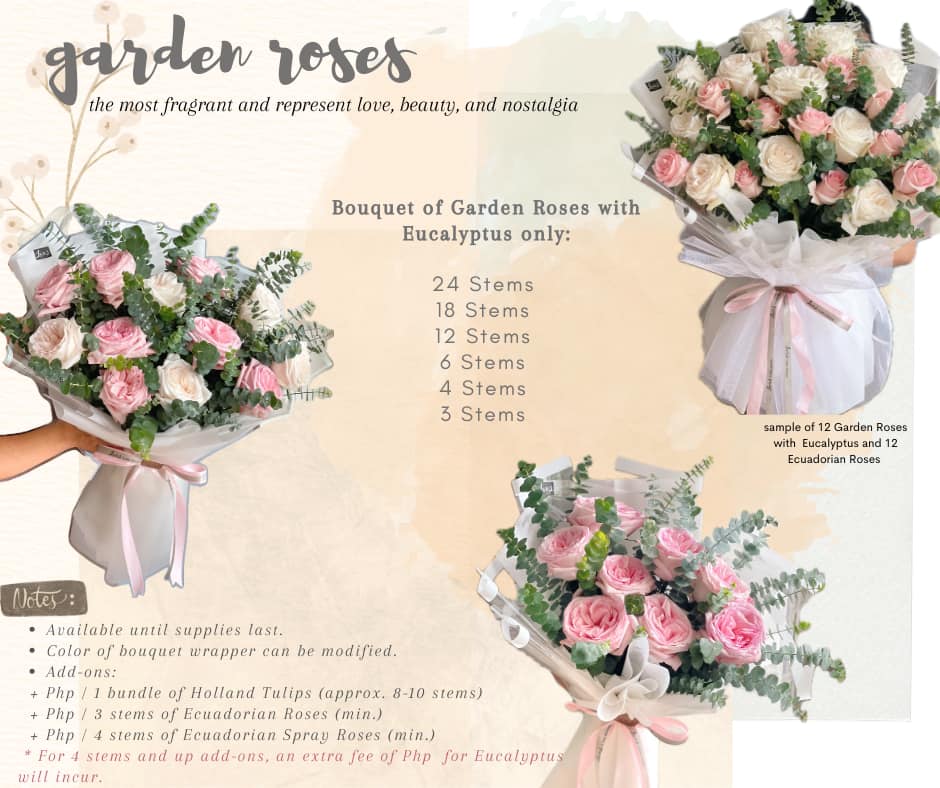 garden roses
the most fragrant and represent love, beauty, and nostalgia
Bouquet of Garden Roses with
Eucalyptus only:
24 Stems
18 Stems
12 Stems
6 Stems
4 Stems
3 Stems
sample of 12 Garden Roses
with Eucalyptus and 12
Ecuadorian Roses
Notes:
• Available until supplies last.
• Color of bouquet wrapper can be modified.
• Add-ons:
+ Php / 1 bundle of Holland Tulips (approx. 8-10 stems)
+ Php / 3 stems of Ecuadorian Roses (min.)
+ Php / 4 stems of Ecuadorian Spray Roses (min.)
* For 4 stems and up add-ons, an extra fee of Php for Eucalyptus
will incur.